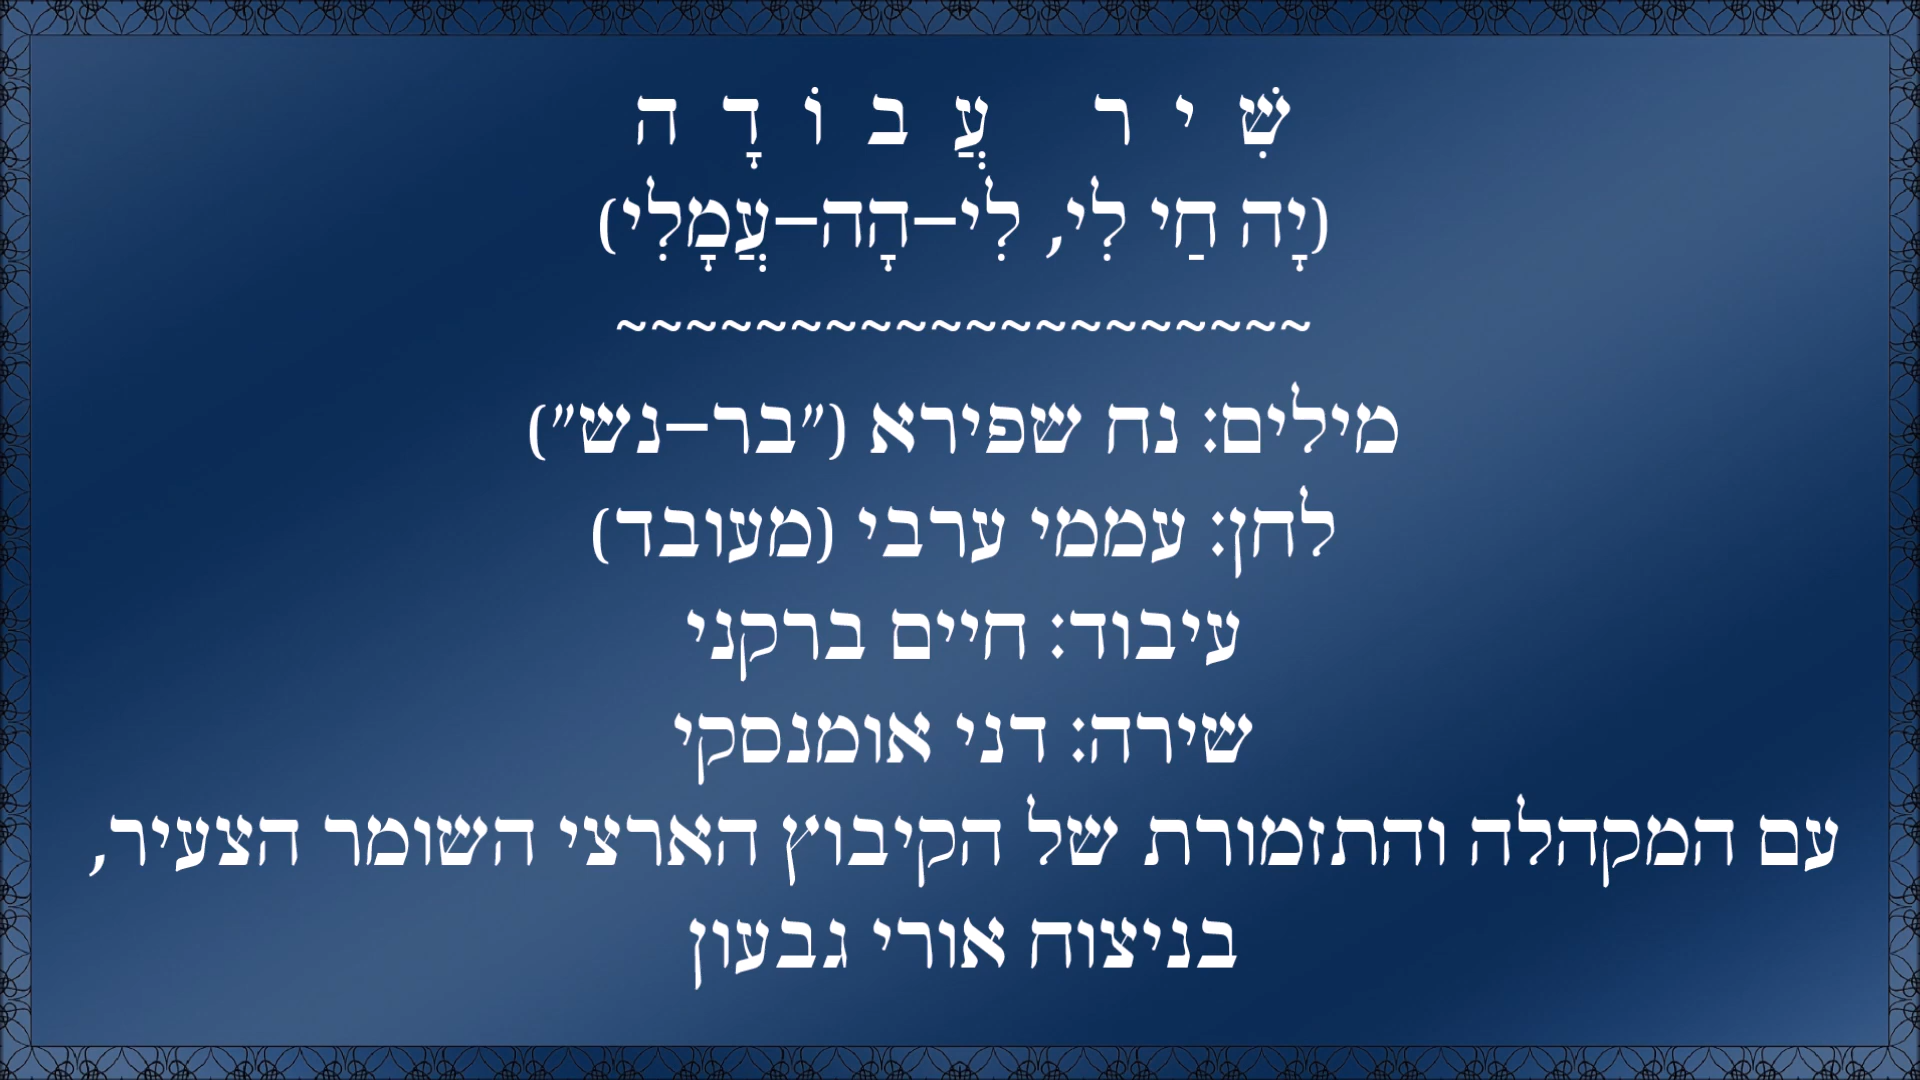 שִׁ י ר עֲ ב וֹ דָ ה
(יָהּ חַי לִי, לִי–הָהּ–עֲמָלִי)
~~~~~~~~~~~~~~~~~~~~
מילים: נח שפירא ("בר–נש")
לחן: עממי ערבי (מעובד)
עיבוד: חיים ברקני
שירה: דני אומנסקי
עם המקהלה והתזמורת של הקיבוץ הארצי השומר הצעיר,
בניצוח אורי גבעון